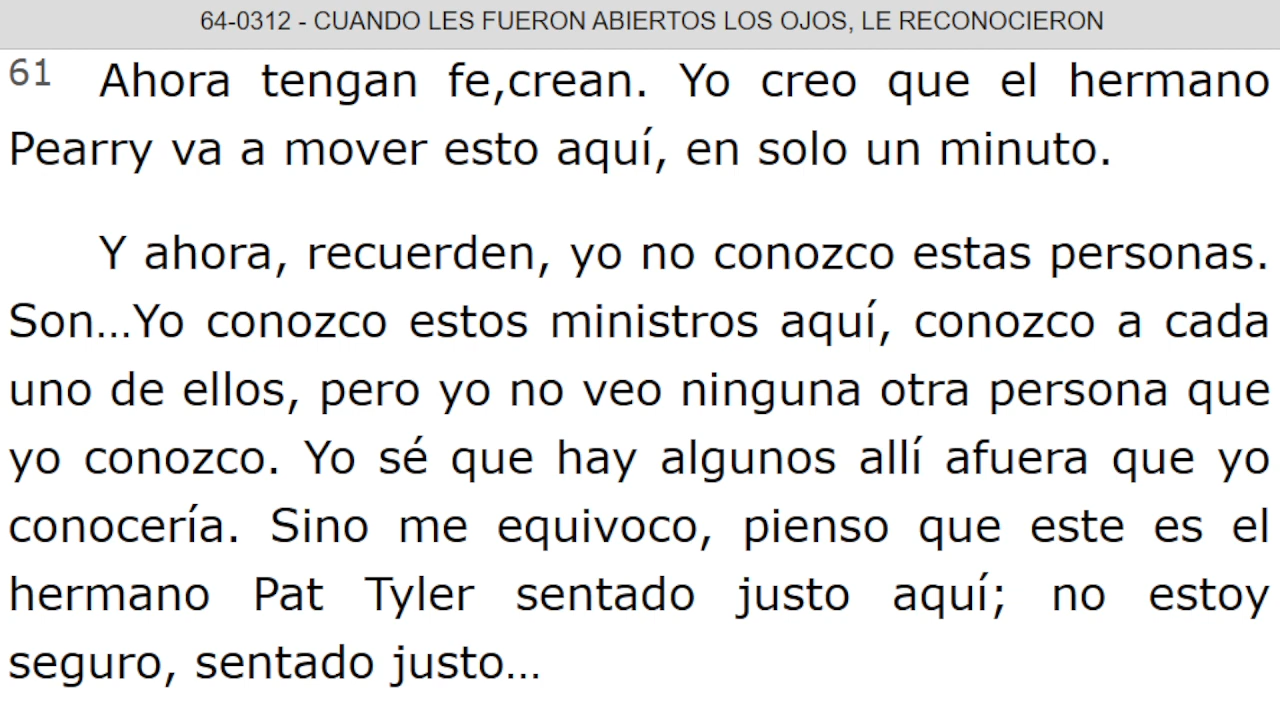 64-0312 - CUANDO LES FUERON ABIERTOS LOS OJOS, LE RECONOCIERON
61 Ahora tengan fe,crean. Yo creo que el hermano
Pearry va a mover esto aquí, en solo un minuto.
Y ahora, recuerden, yo no conozco estas personas.
Son...Yo conozco estos ministros aquí, conozco a cada
uno de ellos, pero yo no veo ninguna otra persona que
yo conozco. Yo sé que hay algunos allí afuera que yo
conocería. Sino me equivoco, pienso que este es el
hermano Pat Tyler sentado justo aquí; no estoy
seguro, sentado justo...